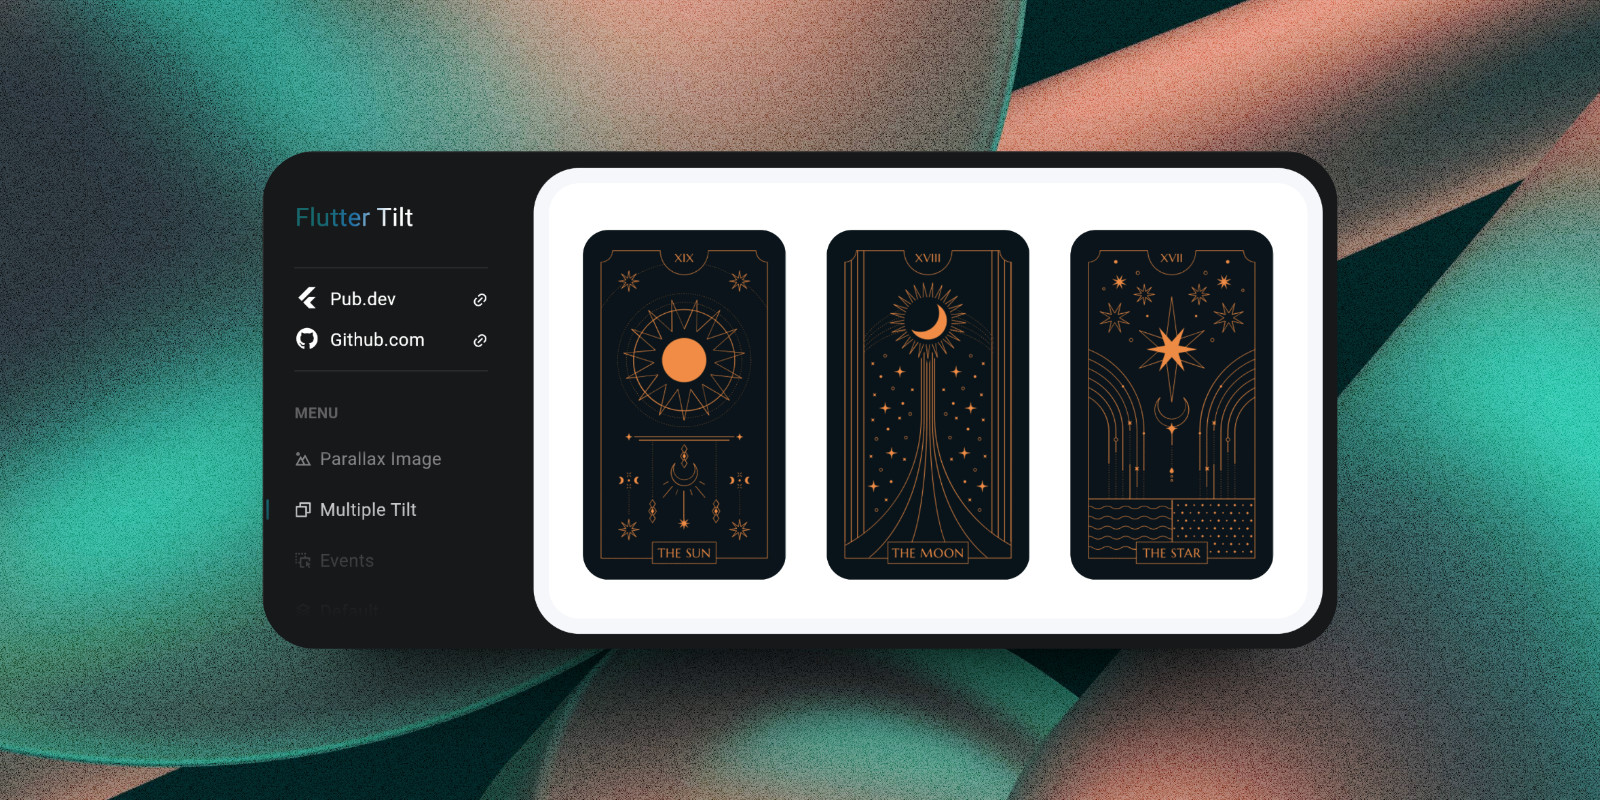 Flutter Tilt
Pub.dev
Github.com
MENU
Parallax Image
Multiple Tilt
Events
Default
XIX
THE SUN
XVIII
THE MOON
XVII
THE STAR